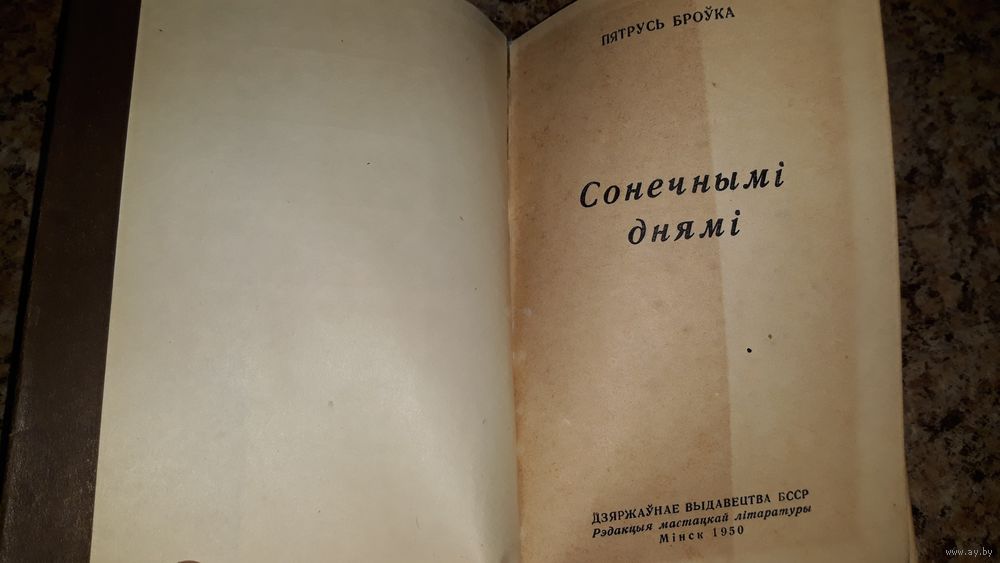 ПЯТРУСЬ БРОЎКА
Сонечнымі
днямі
ДЗЯРЖАЎНАЕ ВЫДАВЕЦТВА БССР
Рэдакцыя мастацкай літаратуры
Мінск 1950
www.ay.by